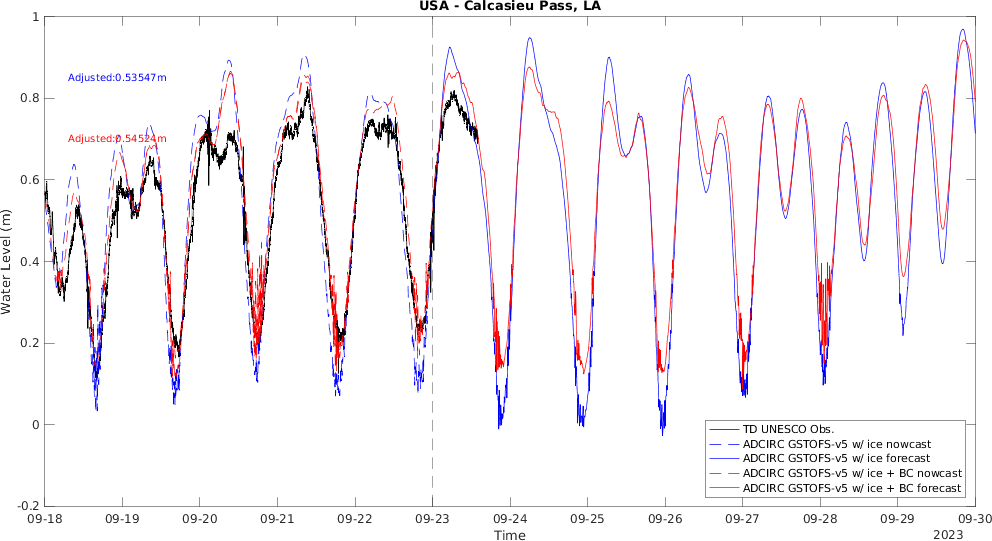 USA - Calcasieu Pass, LA
1
0.8
0.6
0.4
0.2
0
-0.2
Water Level (m)
Adjusted:0.53547m
Adjusted:0.54524m
TD UNESCO Obs.
ADCIRC GSTOFS-v5 w/ ice nowcast
ADCIRC GSTOFS-v5 w/ ice forecast
ADCIRC GSTOFS-v5 w/ ice + BC nowcast
ADCIRC GSTOFS-v5 w/ ice + BC forecast
09-18 09-19 09-20 09-21 09-22 09-23 09-24 09-25 09-26 09-27 09-28 09-29 09-30
Time
2023